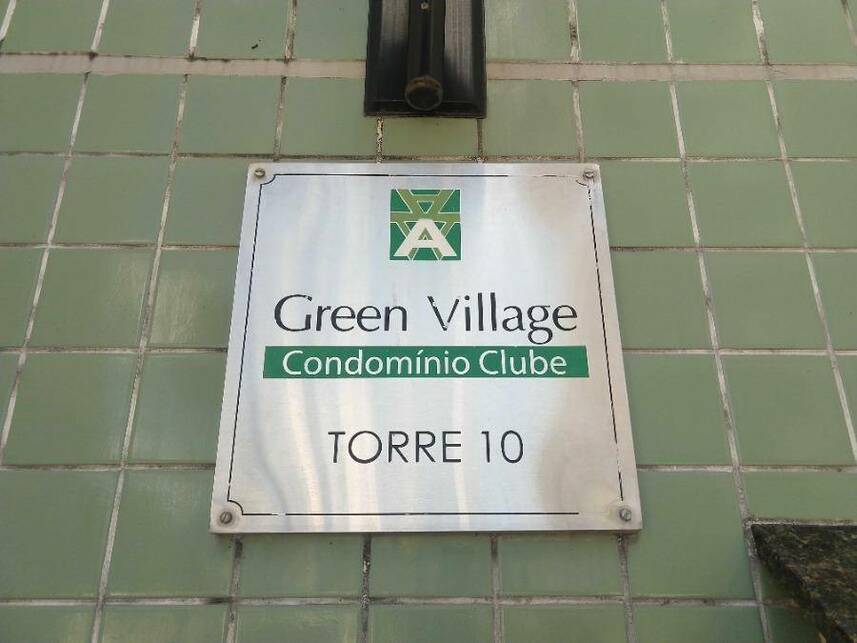 A
Green Village
Condomínio Clube
TORRE 10